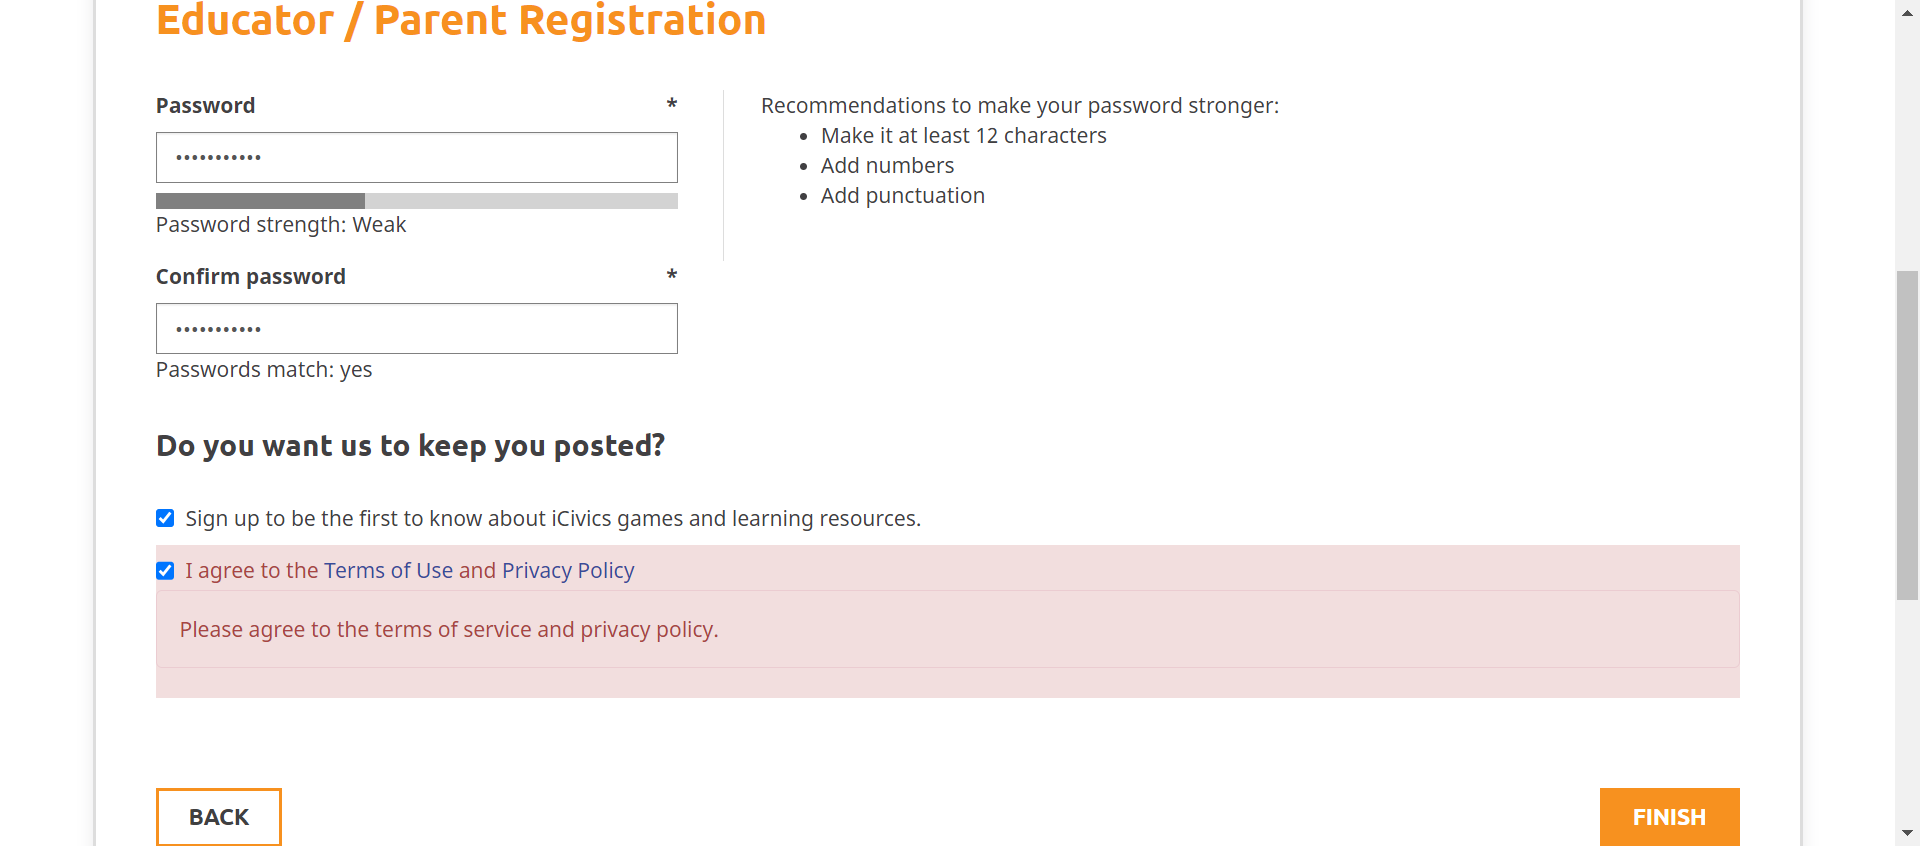 Educator / Parent Registration
Password *
•••••••••••
Password strength: Weak
Recommendations to make your password stronger:
• Make it at least 12 characters
• Add numbers
• Add punctuation
Confirm password *
•••••••••••
Passwords match: yes
Do you want us to keep you posted?
Sign up to be the first to know about iCivics games and learning resources.
I agree to the Terms of Use and Privacy Policy
Please agree to the terms of service and privacy policy.
BACK
FINISH